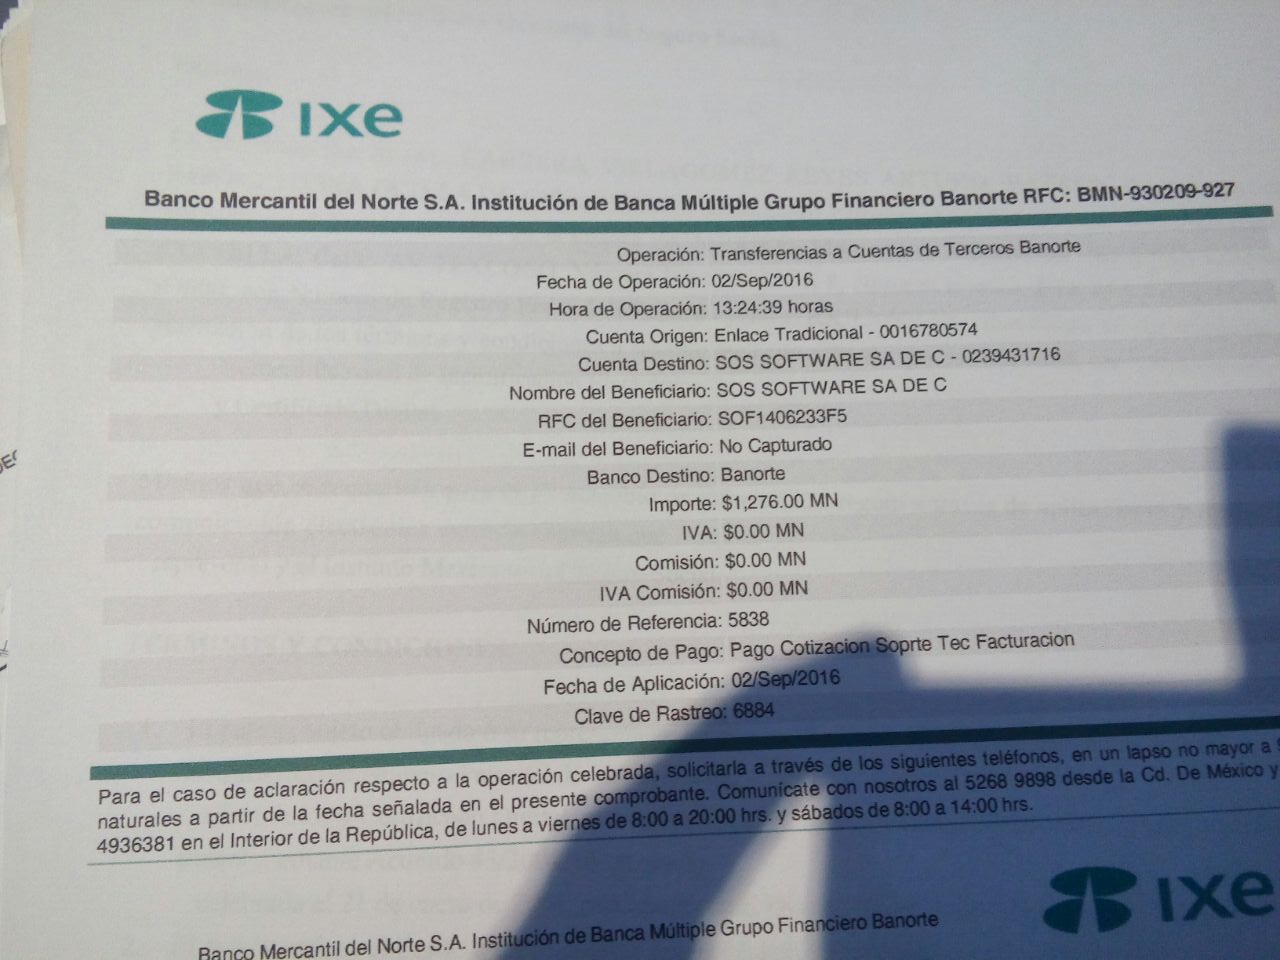 ıxe
Banco Mercantil del Norte S.A. Institución de Banca Múltiple Grupo Financiero Banorte RFC: BMN-930209-927
Operación: Transferencias a Cuentas de Terceros Banorte
Fecha de Operación: 02/Sep/2016
Hora de Operación: 13:24:39 horas
Cuenta Origen: Enlace Tradicional - 0016780574
Cuenta Destino: SOS SOFTWARE SA DE C - 0239431716
Nombre del Beneficiario: SOS SOFTWARE SA DE C
RFC del Beneficiario: SOF1406233F5
E-mail del Beneficiario: No Capturado
Banco Destino: Banorte
Importe: $1,276.00 MN
IVA: $0.00 MN
Comisión: $0.00 MN
IVA Comisión: $0.00 MN
Número de Referencia: 5838
Concepto de Pago: Pago Cotizacion Soprte Tec Facturacion
Fecha de Aplicación: 02/Sep/2016
Clave de Rastreo: 6884
Para el caso de aclaración respecto a la operación celebrada, solicitarla a través de los siguientes teléfonos, en un lapso no mayor a
naturales a partir de la fecha señalada en el presente comprobante. Comunícate con nosotros al 5268 9898 desde la Cd. De México y
4936381 en el Interior de la República, de lunes a viernes de 8:00 a 20:00 hrs. y sábados de 8:00 a 14:00 hrs.
ıxe
Banco Mercantil del Norte S.A. Institución de Banca Múltiple Grupo Financiero Banorte